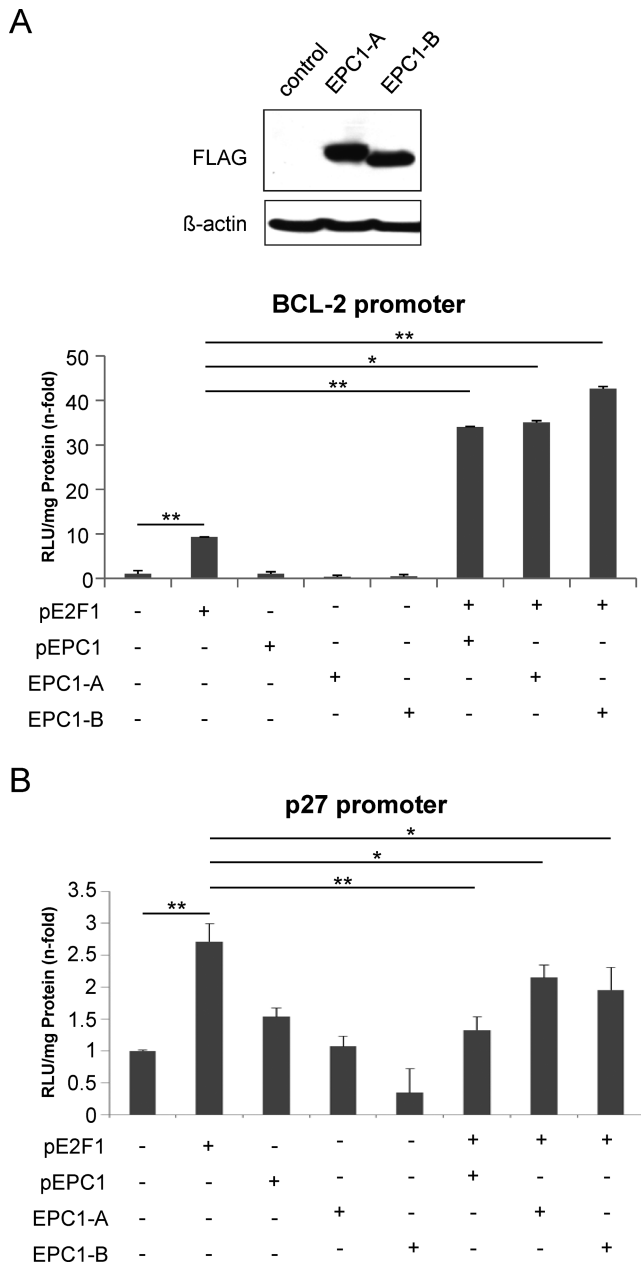 A
control EPC1-A EPC1-B
FLAG
ß-actin
BCL-2 promoter
**
*
**
**
RLU/mg Protein (n-fold)
50
40
30
20
10
0
pE2F1 - + - - - + + +
pEPC1 - - + - - + - -
EPC1-A - - - + - - + -
EPC1-B - - - - + - - +
B
p27 promoter
*
*
**
**
RLU/mg Protein (n-fold)
3.5
3
2.5
2
1.5
1
0.5
0
pE2F1 - + - - - + + +
pEPC1 - - + - - + - -
EPC1-A - - - + - - + -
EPC1-B - - - - + - - +